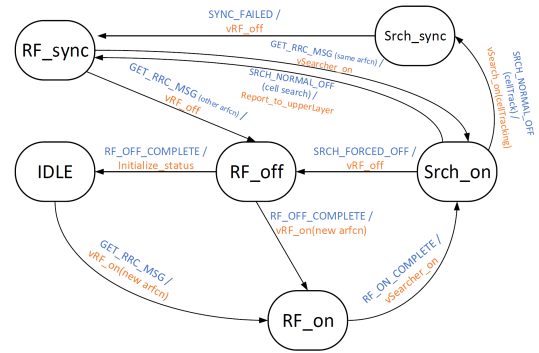 SYNC_FAILED /
vRF_off
Srch_sync
RF_sync
GET_RRC_MSG (same arfcn) /
vSearcher_on
SRCH_NORMAL_OFF
(cell search) /
Report_to_upperLayer
SRCH_NORMAL_OFF
(cellTrack) /
vSearch_on(cellTracking)
GET_RRC_MSG (other arfcn) /
vRF_off
IDLE
RF_OFF_COMPLETE /
Initialize_status
RF_off
SRCH_FORCED_OFF /
vRF_off
Srch_on
RF_OFF_COMPLETE /
vRF_on(new arfcn)
GET_RRC_MSG /
vRF_on(new arfcn)
RF_ON_COMPLETE /
vSearcher_on
RF_on